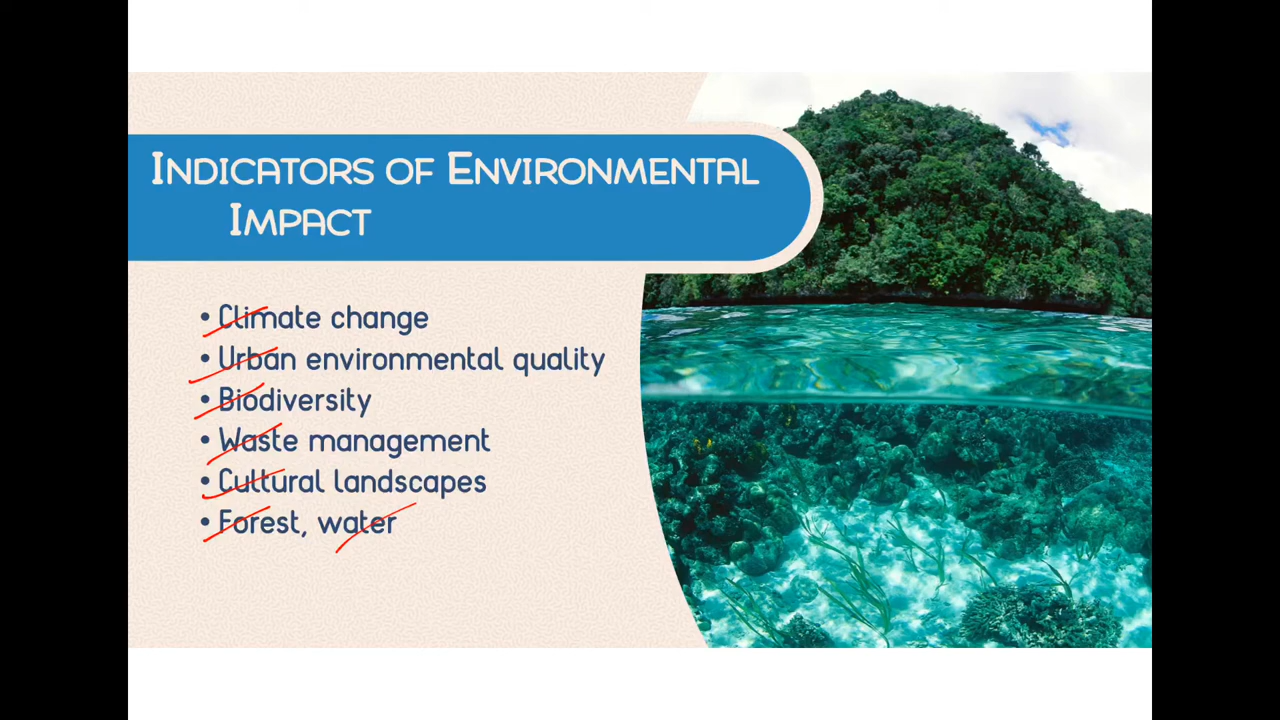 INDICATORS OF ENVIRONMENTAL
IMPACT
• Climate change
• Urban environmental quality
• Biodiversity
• Waste management
• Cultural landscapes
• Forest, water